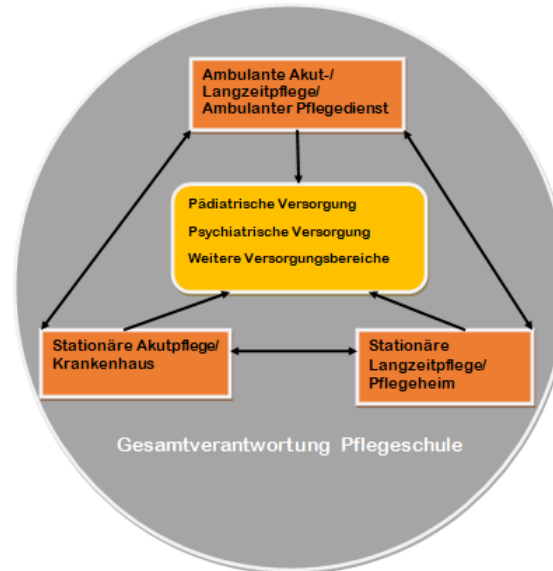 Ambulante Akut-/
Langzeitpflege/
Ambulanter Pflegedienst
Pädiatrische Versorgung
Psychiatrische Versorgung
Weitere Versorgungsbereiche
Stationäre Akutpflege/
Krankenhaus
Stationäre
Langzeitpflege/
Pflegeheim
Gesamtverantwortung Pflegeschule